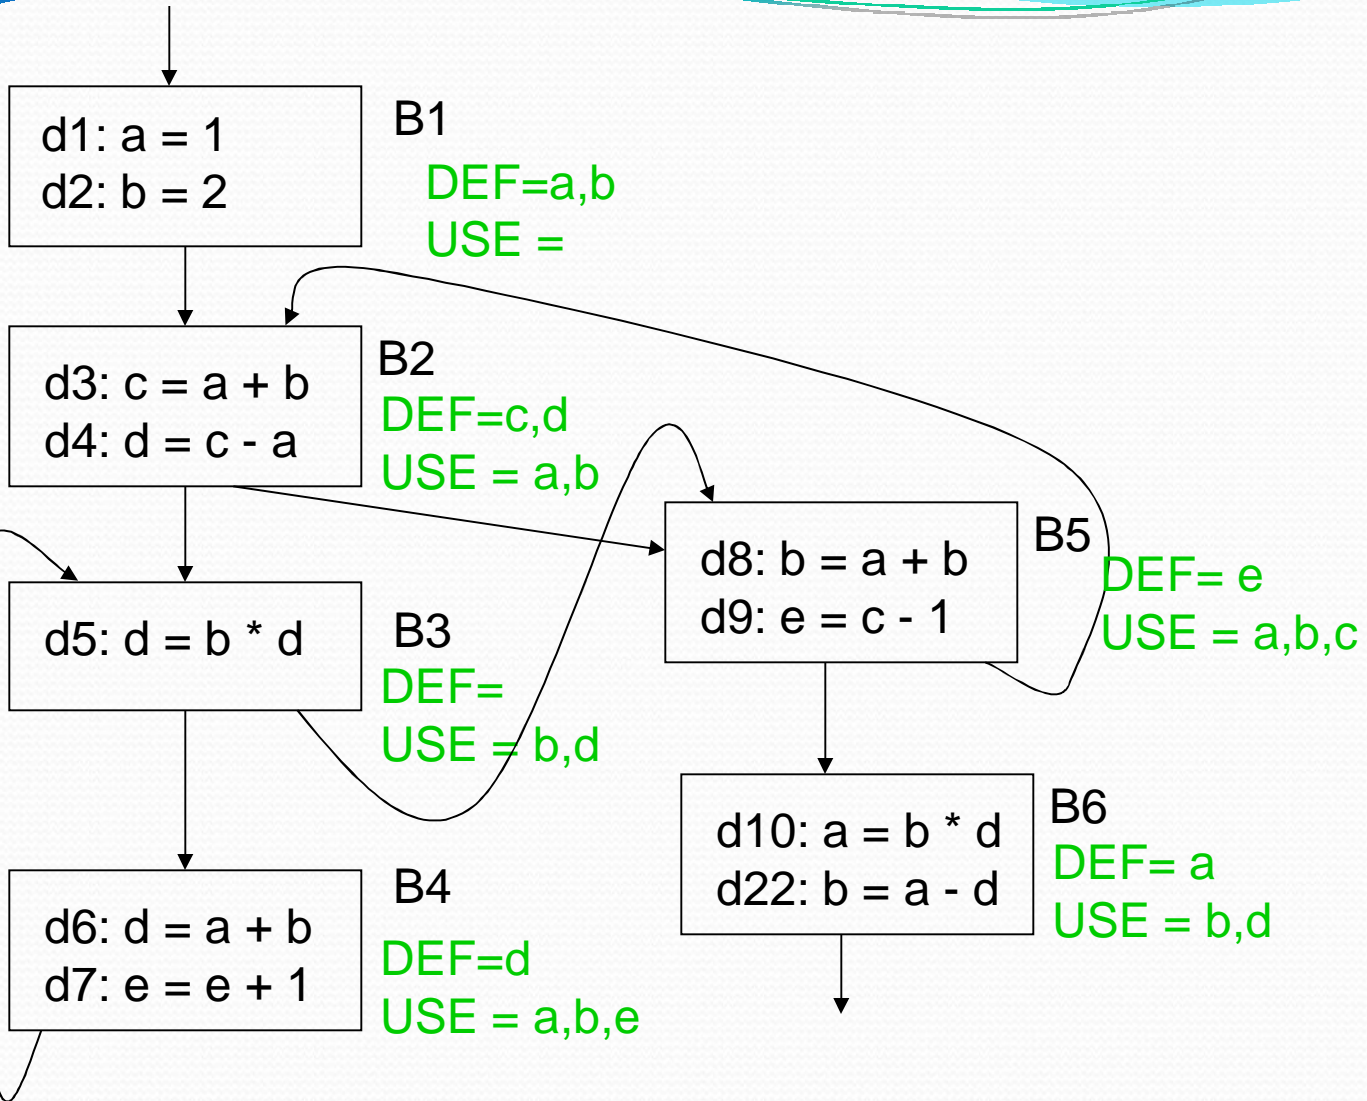 d1: a = 1
d2: b = 2
B1
DEF=a,b
USE =
d3: c = a + b
d4: d = c - a
B2
DEF=c,d
USE = a,b
d5: d = b * d
B3
DEF=
USE = b,d
d6: d = a + b
d7: e = e + 1
B4
DEF=d
USE = a,b,e
d8: b = a + b
d9: e = c - 1
B5
DEF= e
USE = a,b,c
d10: a = b * d
d22: b = a - d
B6
DEF= a
USE = b,d